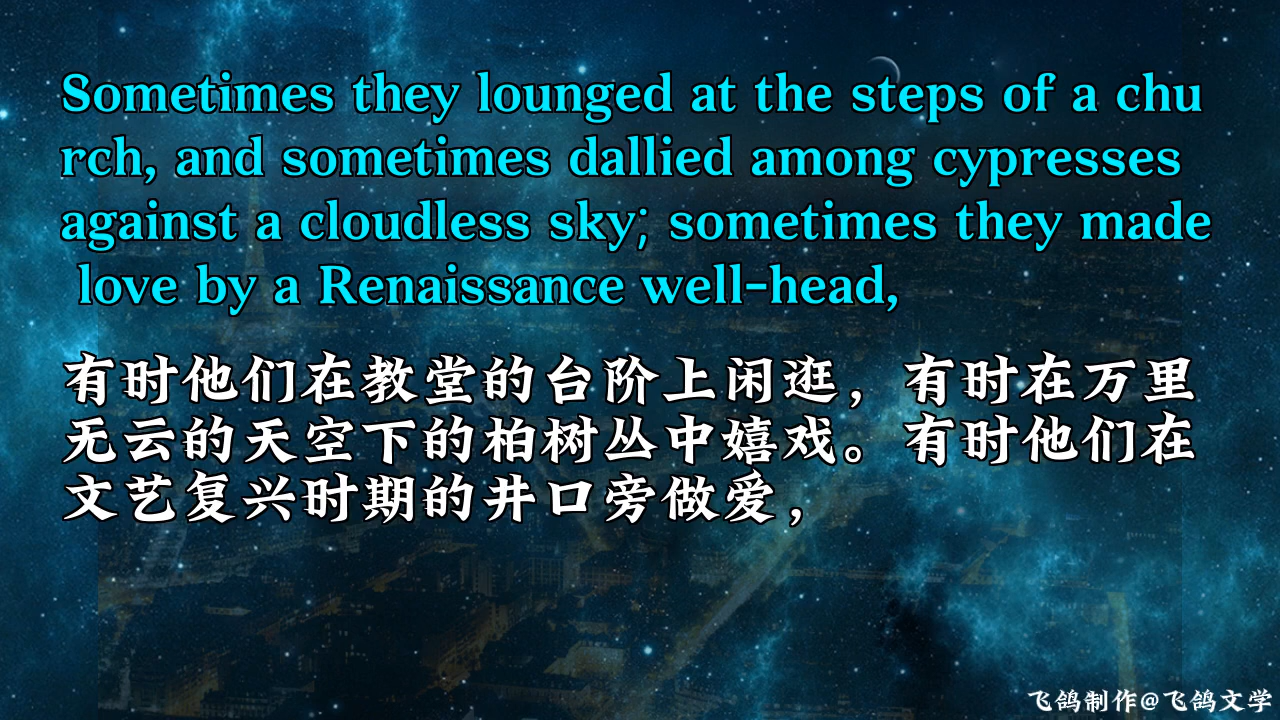 Sometimes they lounged at the steps of a chu
rch, and sometimes dallied among cypresses
against a cloudless sky; sometimes they made
love by a Renaissance well-head,
有时他们在教堂的台阶上闲逛，有时在万里
无云的天空下的柏树丛中嬉戏。有时他们在
文艺复兴时期的井口旁做爱，
飞鸽制作@飞鸽文学